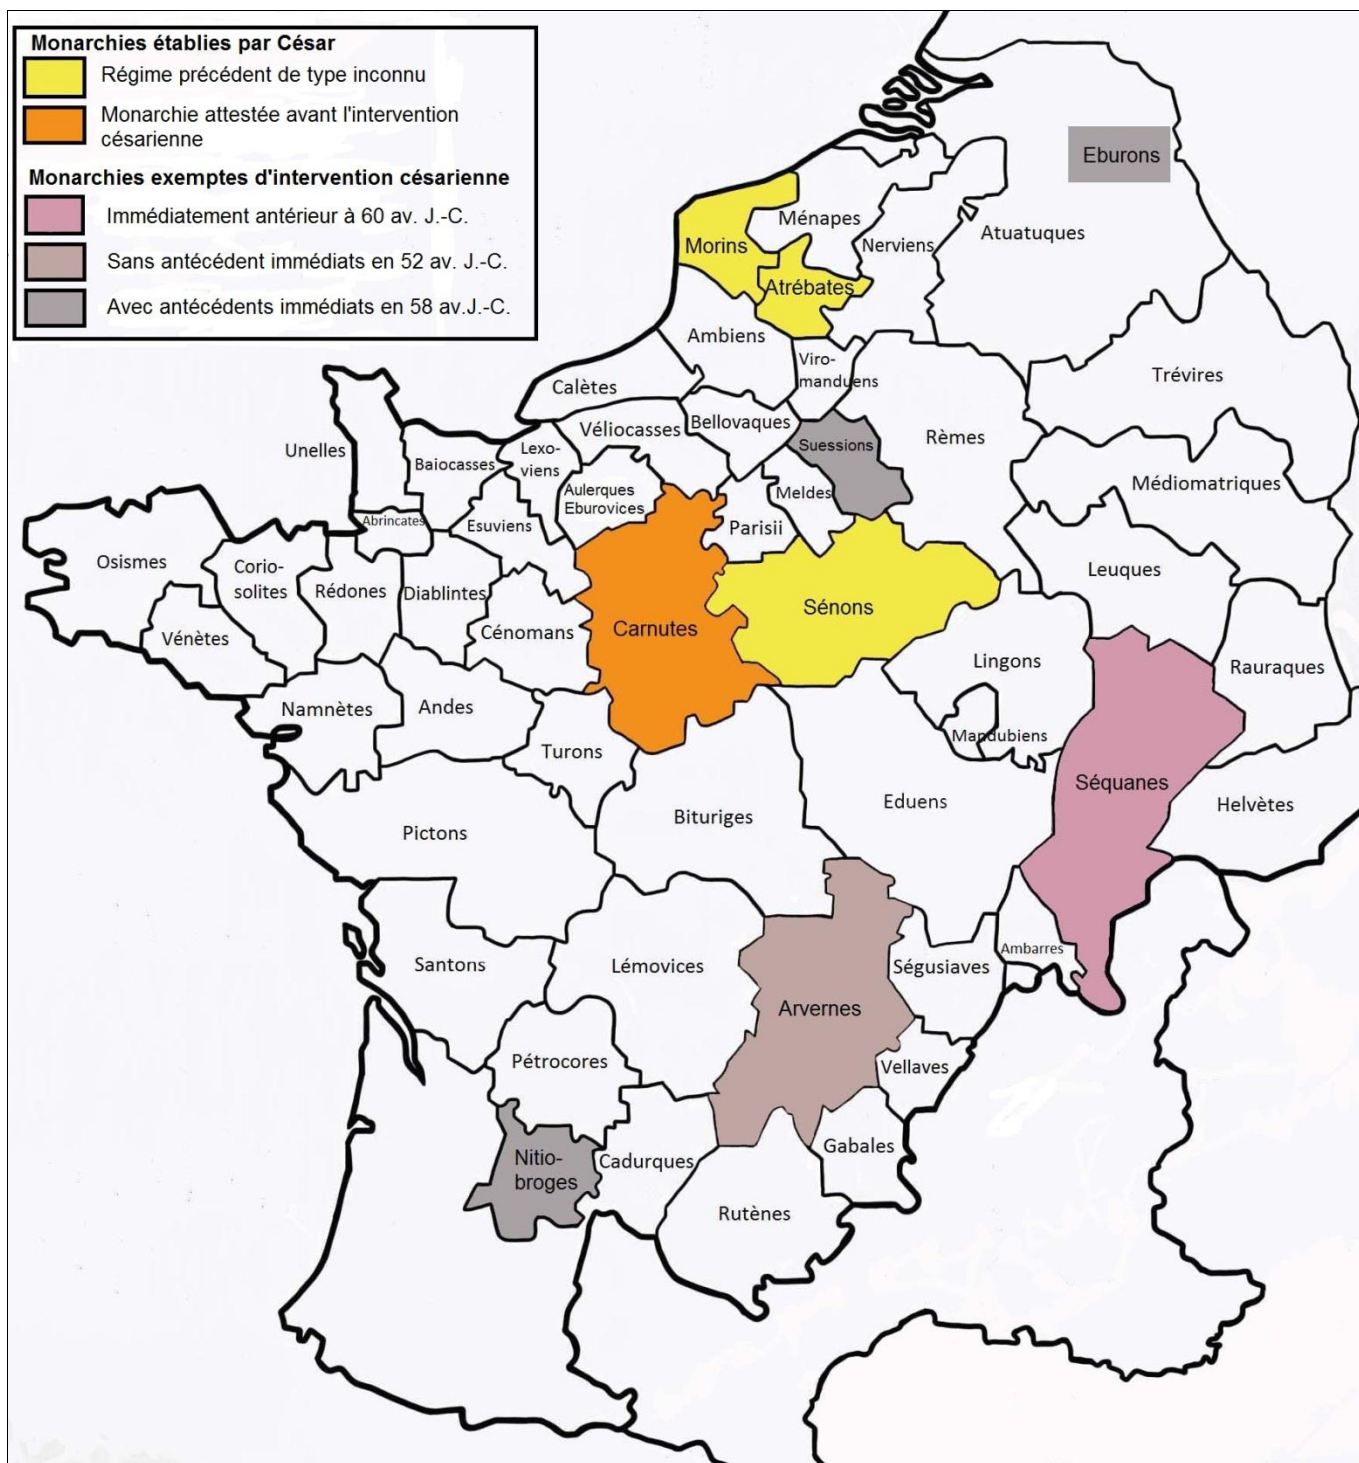 Monarchies établies par César
Régime précédent de type inconnu
Monarchie attestée avant l'intervention
césarienne
Monarchies exemptes d'intervention césarienne
Immédiatement antérieur à 60 av. J.-C.
Sans antécédent immédiats en 52 av. J.-C.
Avec antécédents immédiats en 58 av.J.-C.
Eburons
Ménapes
Morins
Nerviens
Atuatuques
Atrébates
Ambiens
Viro-
manduens
Trévires
Calètes
Bellovaques
Rèmes
Véliocasses
Unelles
Lexo-
viens
Suessions
Baiocasses
Médiomatriques
Aulerques
Eburovices
Meldes
Abrincates
Esuviens
Parisii
Osismes
Corio-
solites
Rédones
Diablintes
Leuques
Sénons
Vénètes
Cénomans
Carnutes
Lingons
Rauraques
Namnètes
Andes
Mandubiens
Turons
Séquanes
Eduens
Helvètes
Bituriges
Pictons
Ambarres
Santons
Lémovices
Ségusiaves
Arvernes
Pétrocores
Vellaves
Gabales
Nitio-
broges
Cadurques
Rutènes